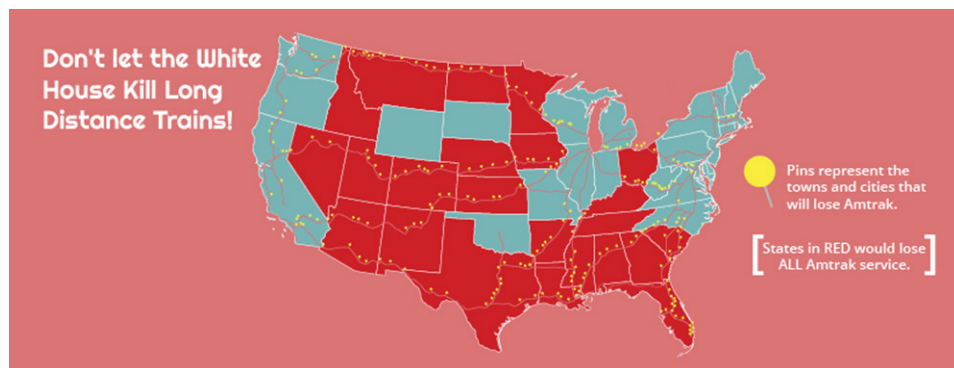 Don't let the White
House Kill Long
Distance Trains!
Pins represent the
towns and cities that
will lose Amtrak.
[States in RED would lose
ALL Amtrak service.]